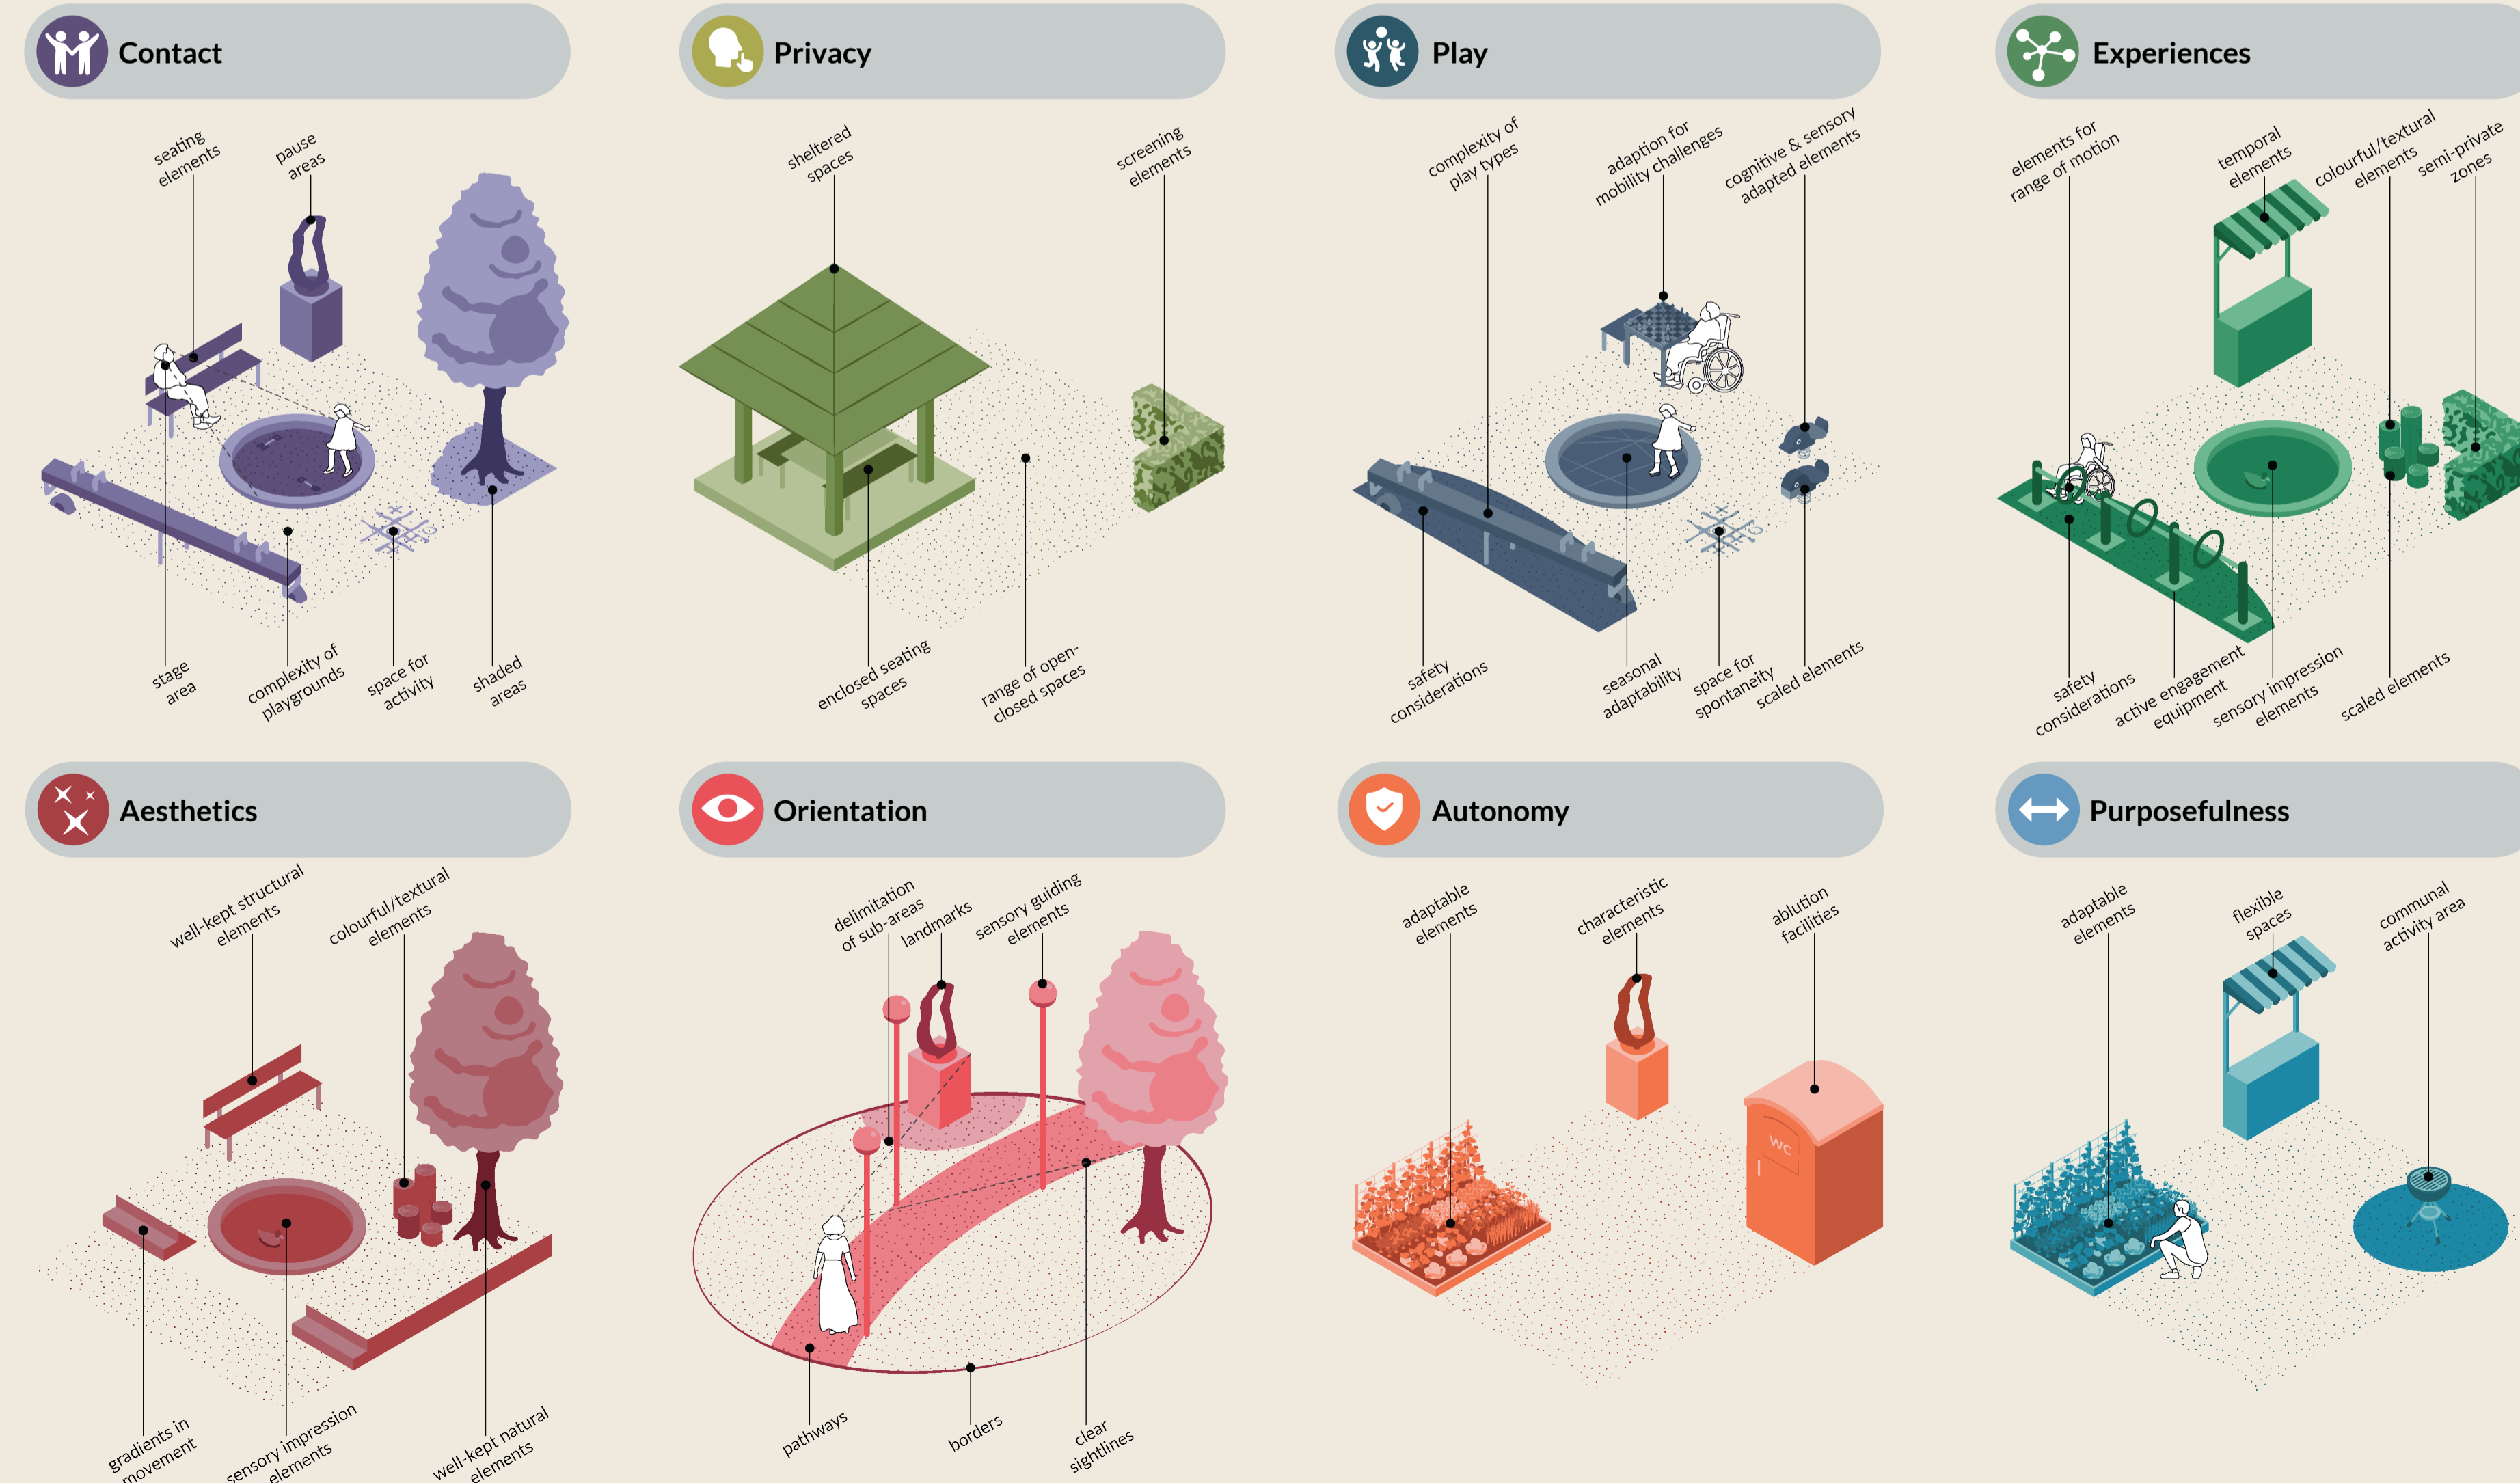 Contact
seating
elements
pause
areas
stage
area
complexity of
playgrounds
space for
activity
shaded
areas
Privacy
sheltered
spaces
screening
elements
enclosed seating
spaces
range of open-
closed spaces
Play
complexity of
play types
adaption for
mobility challenges
cognitive & sensory
adapted elements
safety
considerations
seasonal
adaptability
space for
spontaneity
scaled elements
Experiences
elements for
range of motion
temporal
elements
colourful/textural
elements
semi-private
zones
safety
considerations
active engagement
equipment
sensory impression
elements
scaled elements
Aesthetics
well-kept structural
elements
colourful/textural
elements
gradients in
movement
sensory impression
elements
well-kept natural
elements
Orientation
delimitation
of sub-areas
landmarks
sensory guiding
elements
pathways
borders
clear
sightlines
Autonomy
adaptable
elements
characteristic
elements
ablution
facilities
WC
Purposefulness
adaptable
elements
flexible
spaces
communal
activity area